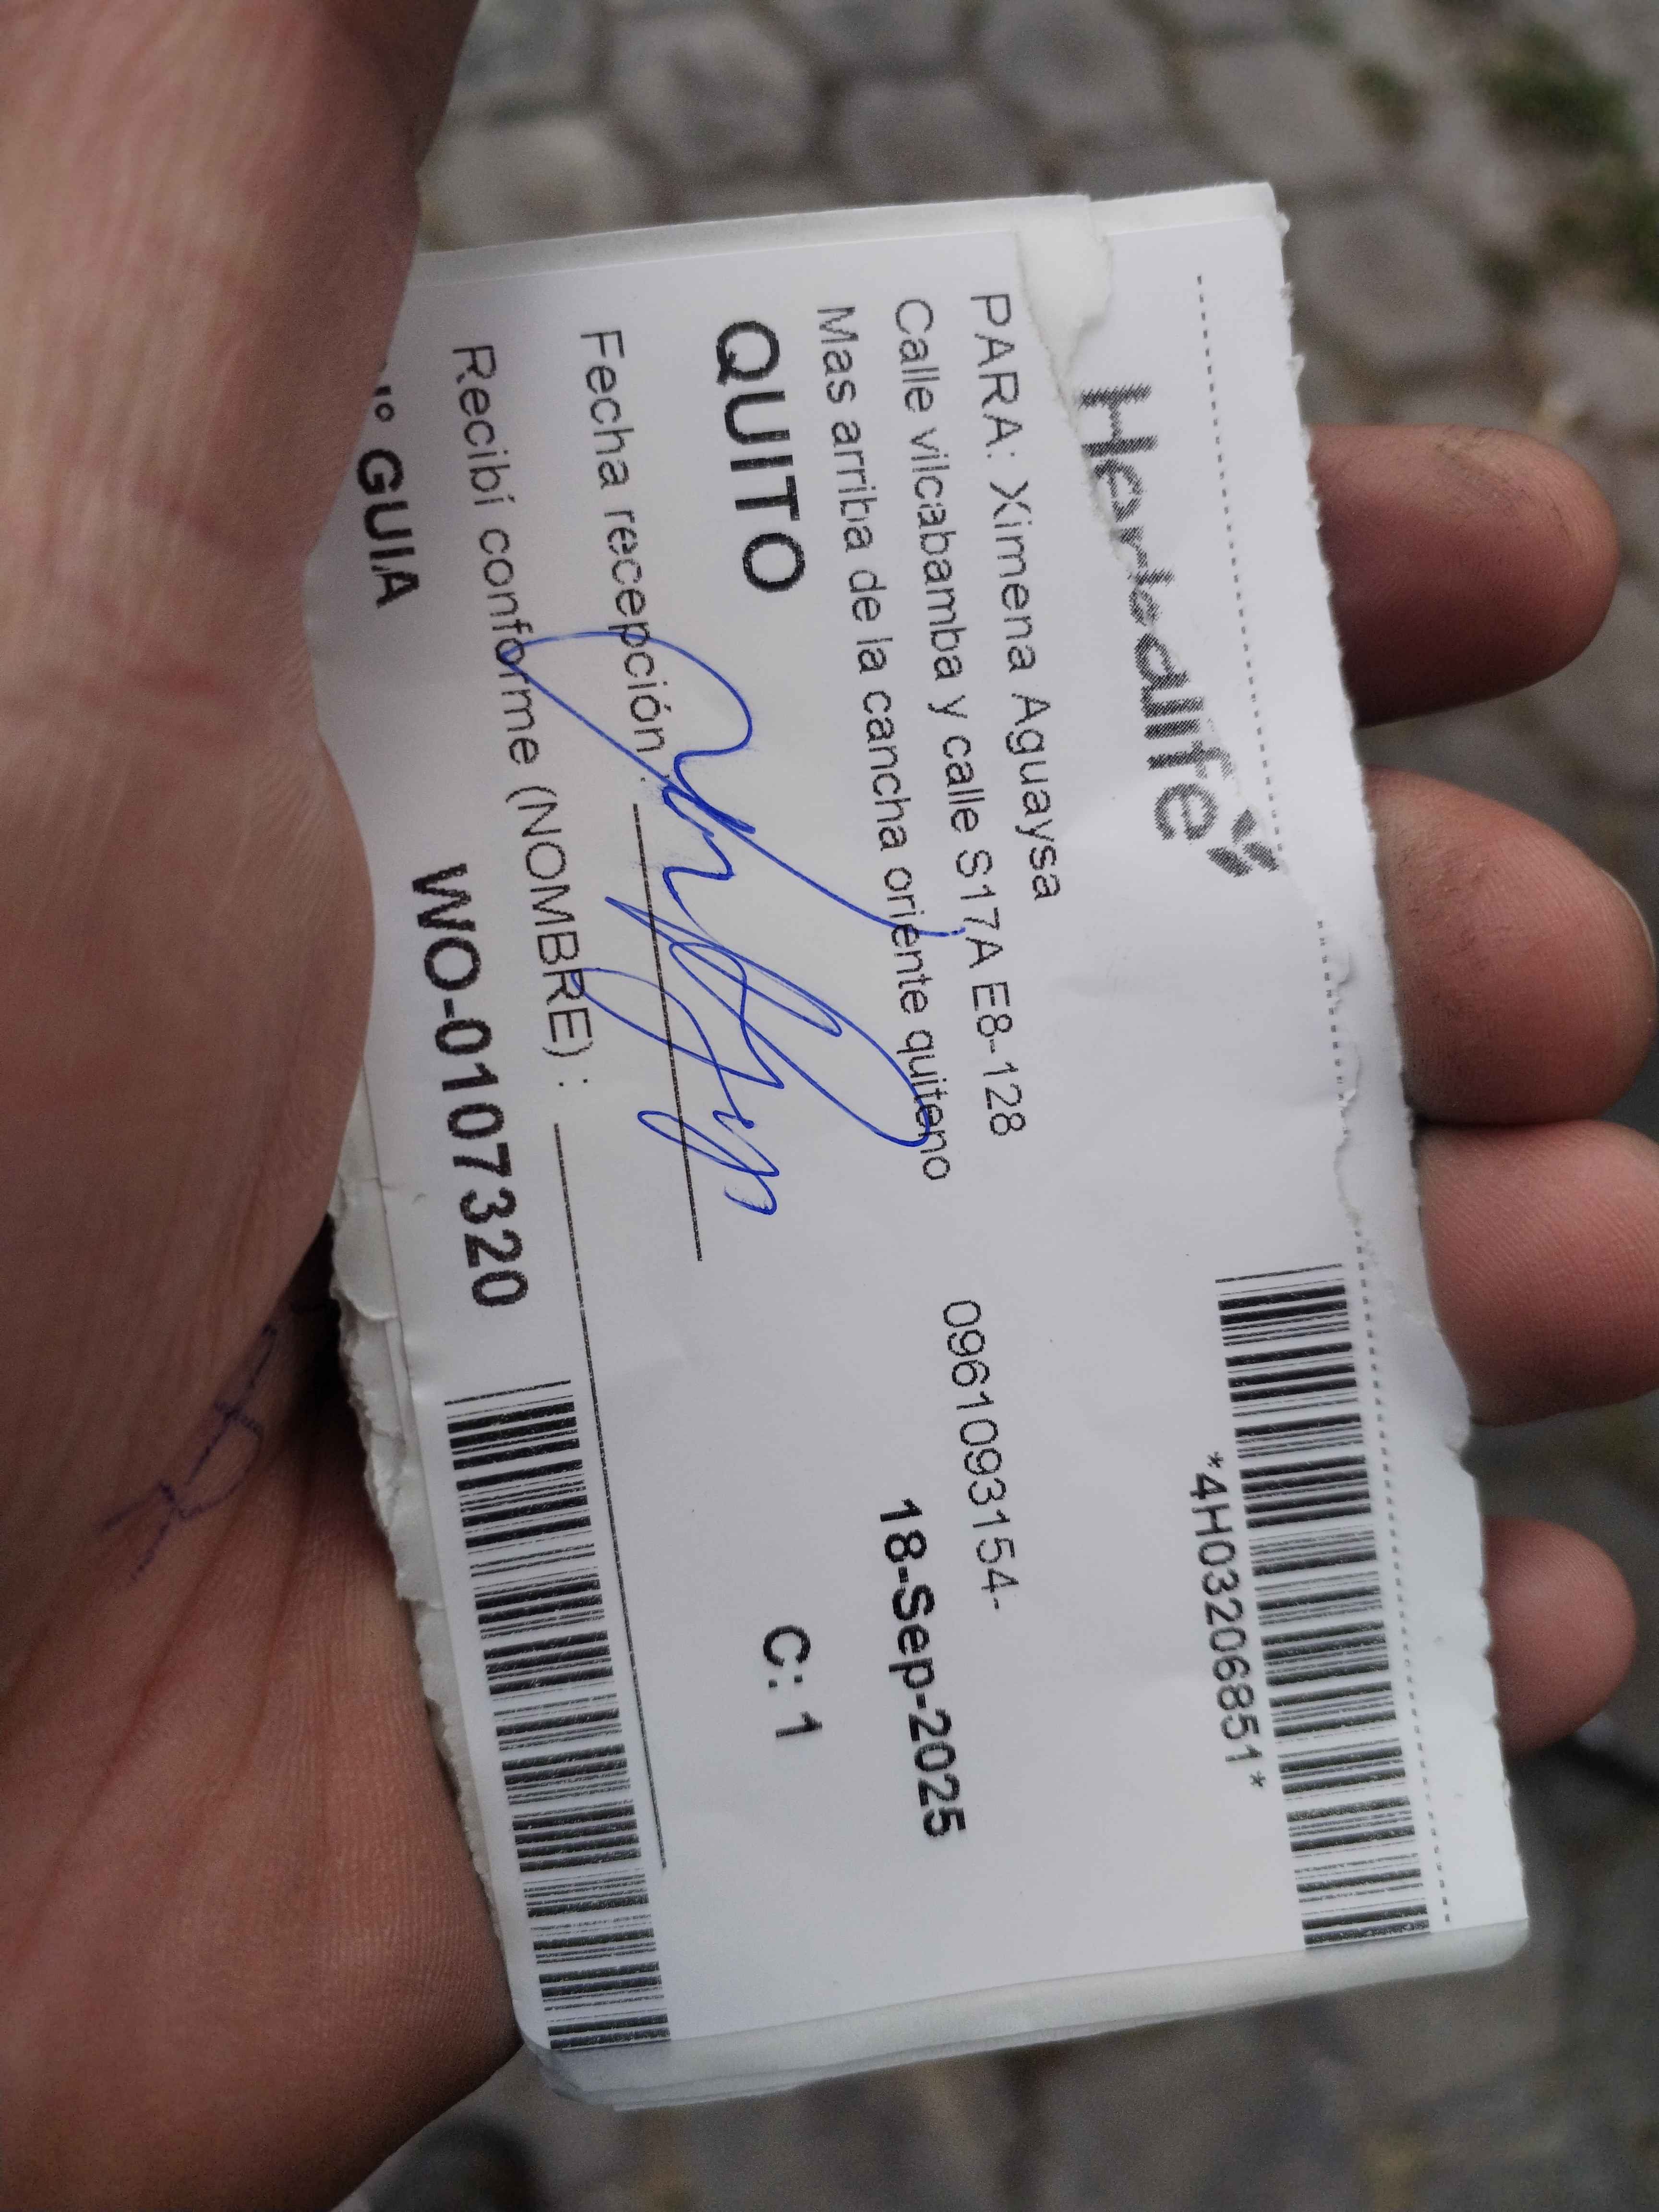 Herbalife
*4H03206851*
PARA: Ximena Aguaysa
Calle vilcabamba y calle S17A E8-128 0961093154-
Mas arriba de la cancha oriente quiteno 18-Sep-2025
QUITO C: 1
Fecha recepción :
Recibí conforme (NOMBRE) :
N° GUIA WO-0107320